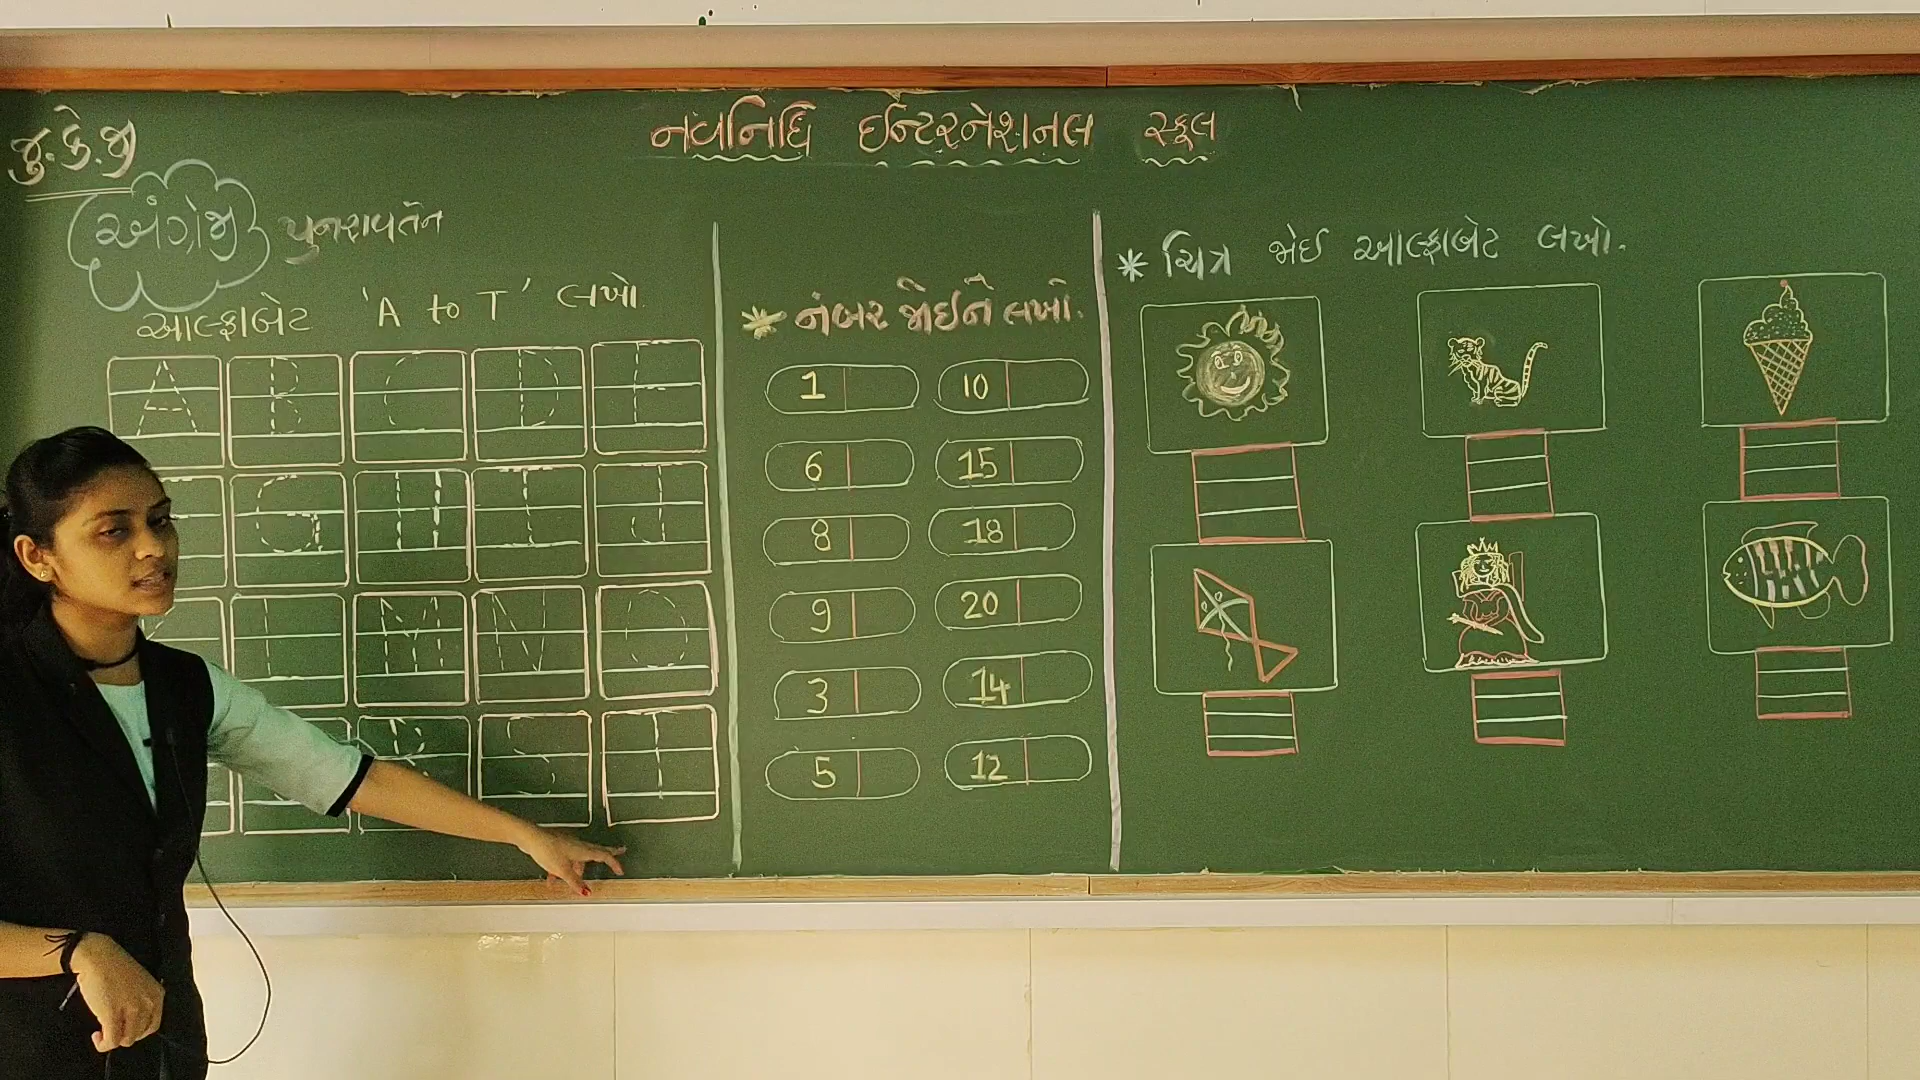 નવનિધિ ઈન્ટરનેશનલ સ્કૂલ
જુ.કે.જી
અંગ્રેજી પુનરાવર્તન
આલ્ફાબેટ 'A to T' લખો.
A B C D E
G H I J
L M N O
R S T
* નંબર જોઈને લખો.
1 10
6 15
8 18
9 20
3 14
5 12
* ચિત્ર જોઈ આલ્ફાબેટ લખો.